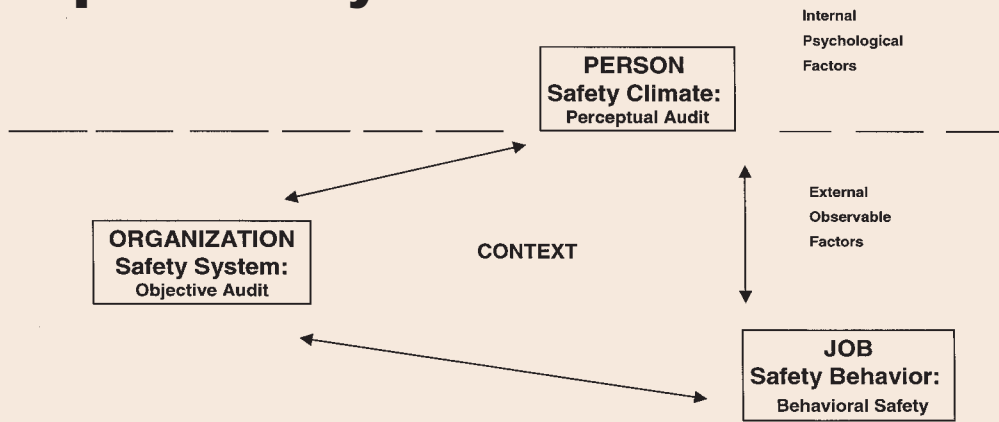 Internal
Psychological
Factors
PERSON
Safety Climate:
Perceptual Audit
External
Observable
Factors
ORGANIZATION
Safety System:
Objective Audit
CONTEXT
JOB
Safety Behavior:
Behavioral Safety